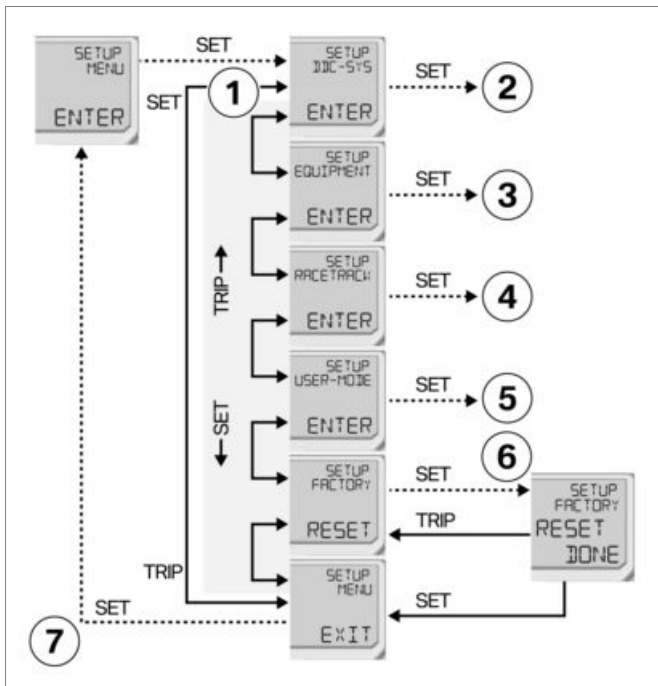 SETUP
MENU
ENTER
SET
SET
1
SETUP
DDC-SYS
ENTER
SET
2
SETUP
EQUIPMENT
ENTER
SET
3
TRIP
SETUP
RACETRACK
ENTER
SET
4
SETUP
USER-MODE
ENTER
SET
5
SET
SETUP
FACTORY
RESET
SET
6
TRIP
SETUP
FACTORY
RESET
DONE
TRIP
SETUP
MENU
EXIT
SET
SET
7